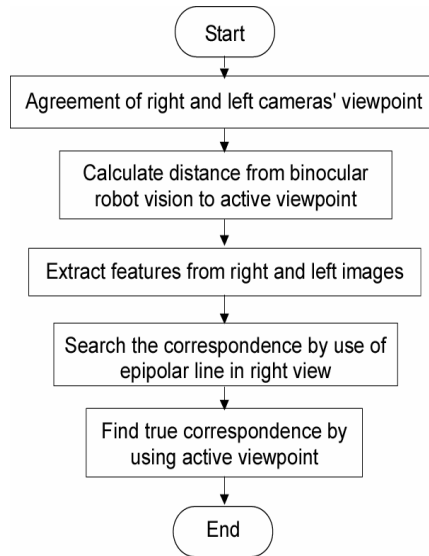 Start
Agreement of right and left cameras' viewpoint
Calculate distance from binocular
robot vision to active viewpoint
Extract features from right and left images
Search the correspondence by use of
epipolar line in right view
Find true correspondence by
using active viewpoint
End